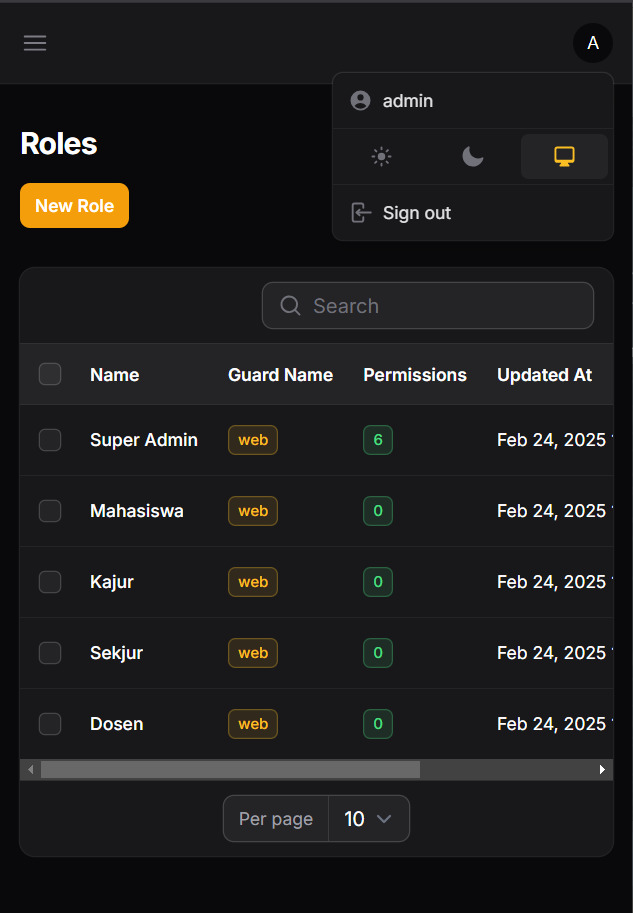 A
admin
Sign out
Roles
New Role
Search
Name Guard Name Permissions Updated At
Super Admin web 6 Feb 24, 2025
Mahasiswa web 0 Feb 24, 2025
Kajur web 0 Feb 24, 2025
Sekjur web 0 Feb 24, 2025
Dosen web 0 Feb 24, 2025
Per page 10